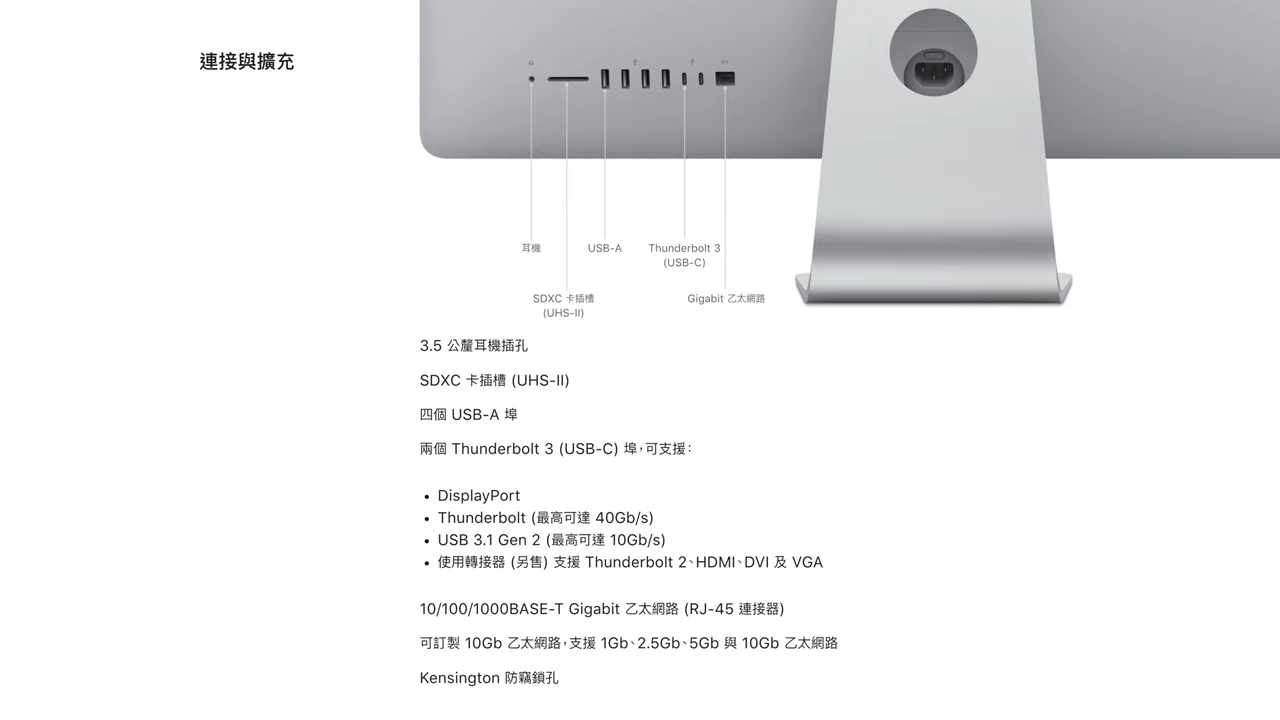 連接與擴充
耳機
USB-A
Thunderbolt 3
(USB-C)
SDXC 卡插槽
(UHS-II)
Gigabit 乙太網路
3.5 公釐耳機插孔
SDXC 卡插槽 (UHS-II)
四個 USB-A 埠
兩個 Thunderbolt 3 (USB-C) 埠，可支援：
• DisplayPort
• Thunderbolt (最高可達 40Gb/s)
• USB 3.1 Gen 2 (最高可達 10Gb/s)
• 使用轉接器 (另售) 支援 Thunderbolt 2、HDMI、DVI 及 VGA
10/100/1000BASE-T Gigabit 乙太網路 (RJ-45 連接器)
可訂製 10Gb 乙太網路，支援 1Gb、2.5Gb、5Gb 與 10Gb 乙太網路
Kensington 防竊鎖孔